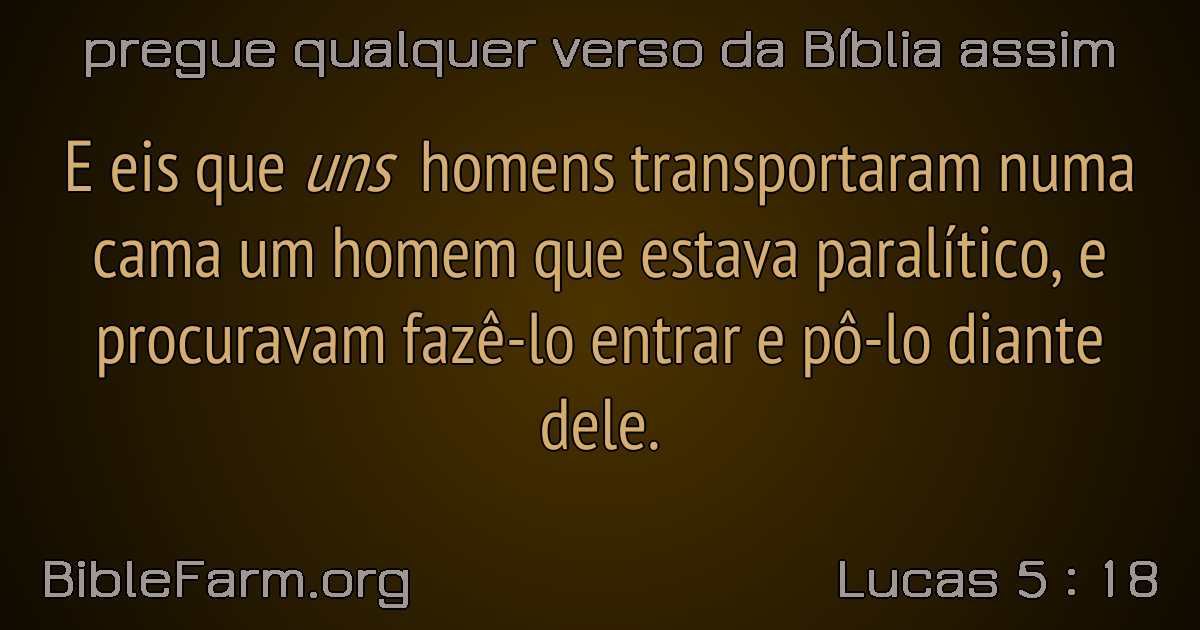 pregue qualquer verso da Bíblia assim
E eis que uns homens transportaram numa
cama um homem que estava paralítico, e
procuravam fazê-lo entrar e pô-lo diante
dele.
BibleFarm.org
Lucas 5 : 18